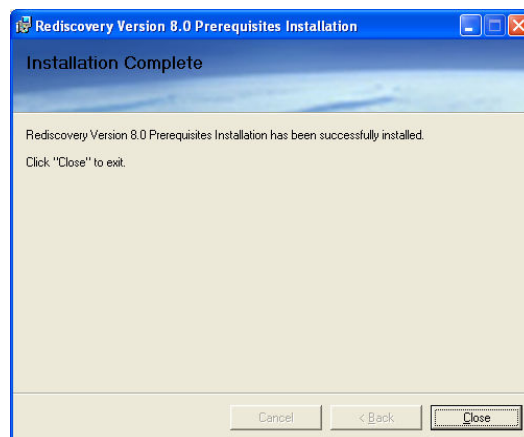 Rediscovery Version 8.0 Prerequisites Installation
Installation Complete
Rediscovery Version 8.0 Prerequisites Installation has been successfully installed.
Click "Close" to exit.
Cancel
< Back
Close